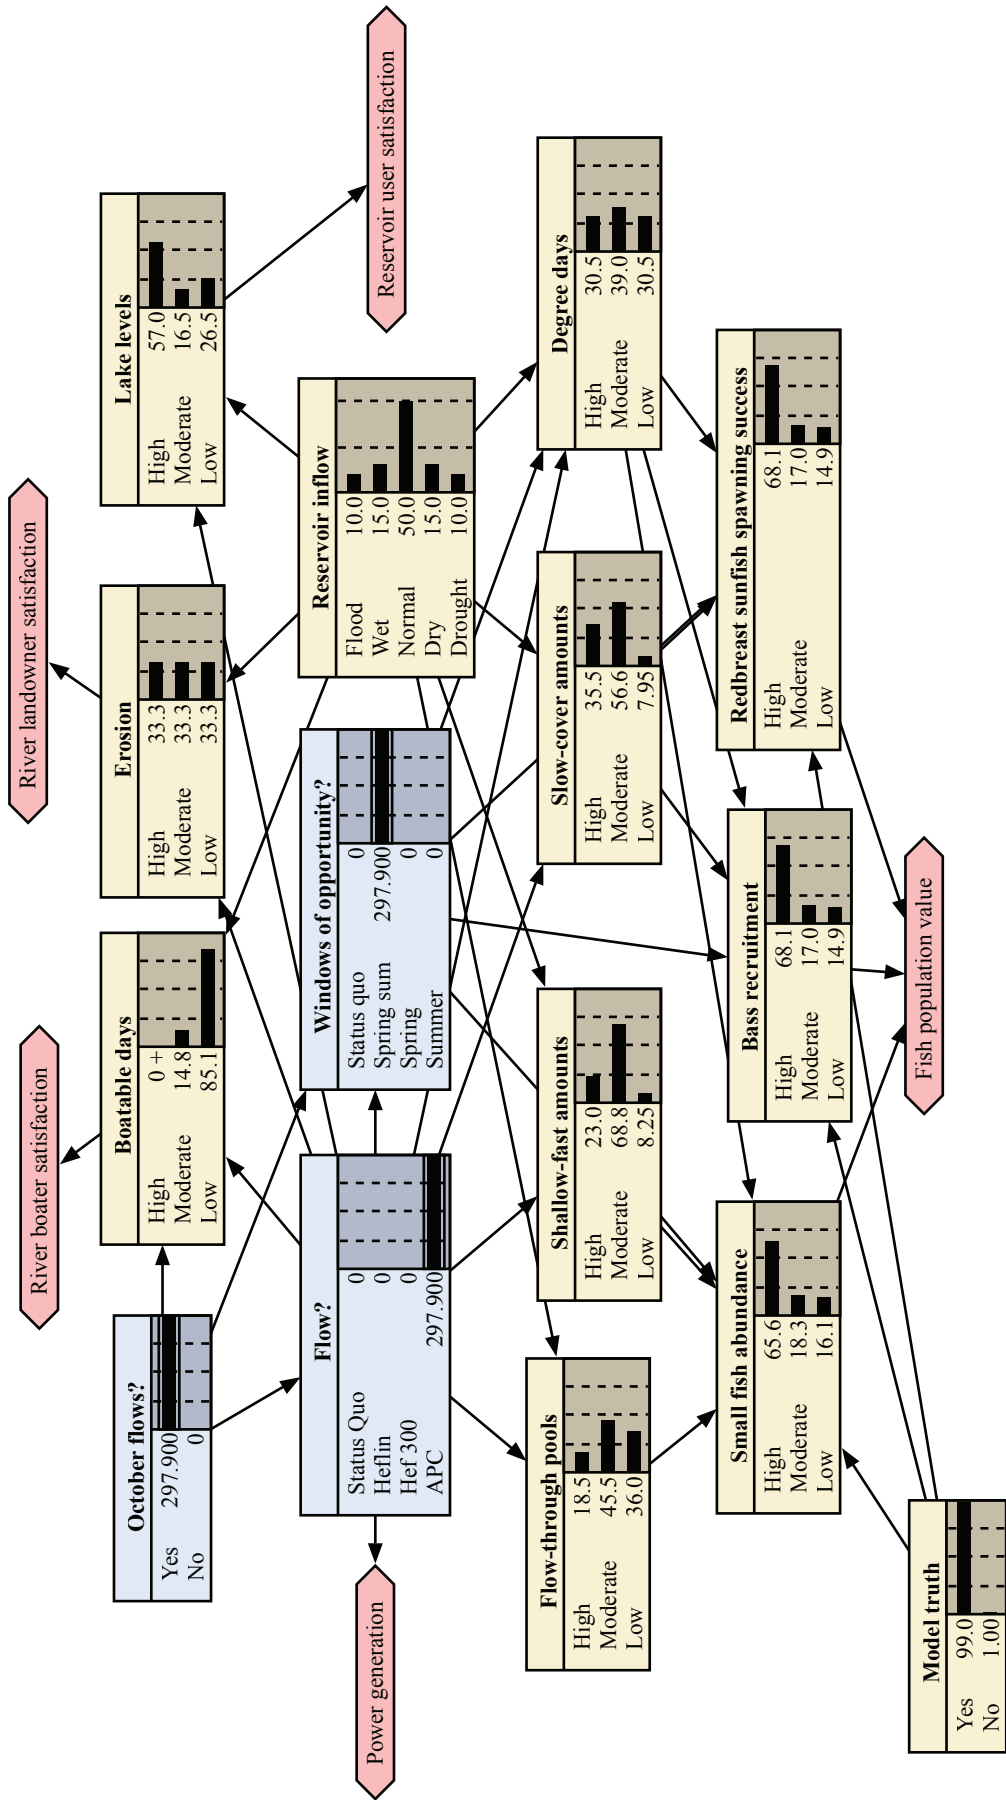 River boater satisfaction
River landowner satisfaction
October flows?
Yes 297.900
No 0
Boatable days
High 0 +
Moderate 14.8
Low 85.1
Erosion
High 33.3
Moderate 33.3
Low 33.3
Lake levels
High 57.0
Moderate 16.5
Low 26.5
Power generation
Flow?
Status Quo 0
Heflin 0
Hef 300 0
APC 297.900
Windows of opportunity?
Status quo 0
Spring sum 297.900
Spring 0
Summer 0
Reservoir inflow
Flood 10.0
Wet 15.0
Normal 50.0
Dry 15.0
Drought 10.0
Reservoir user satisfaction
Flow-through pools
High 18.5
Moderate 45.5
Low 36.0
Shallow-fast amounts
High 23.0
Moderate 68.8
Low 8.25
Slow-cover amounts
High 35.5
Moderate 56.6
Low 7.95
Degree days
High 30.5
Moderate 39.0
Low 30.5
Small fish abundance
High 65.6
Moderate 18.3
Low 16.1
Bass recruitment
High 68.1
Moderate 17.0
Low 14.9
Redbreast sunfish spawning success
High 68.1
Moderate 17.0
Low 14.9
Model truth
Yes 99.0
No 1.00
Fish population value